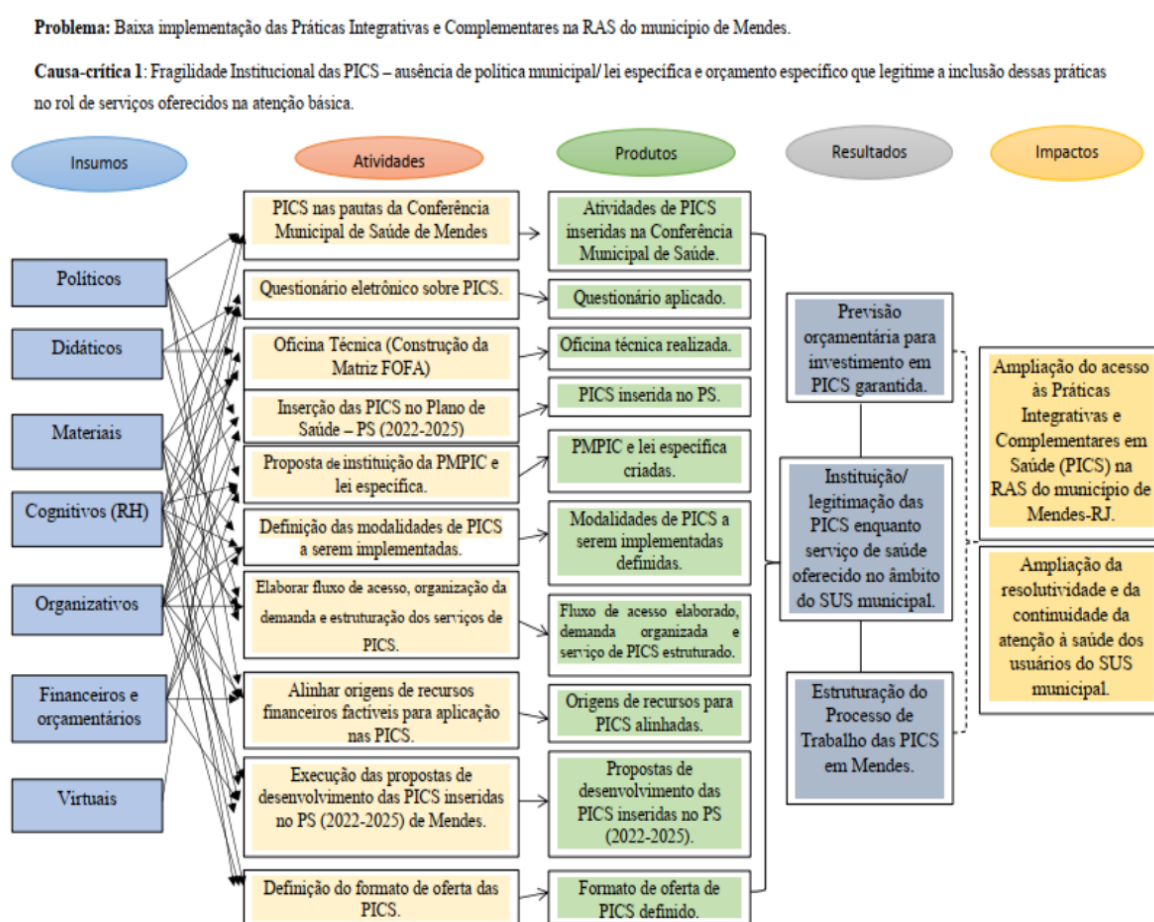 Problema: Baixa implementação das Práticas Integrativas e Complementares na RAS do município de Mendes.
Causa-crítica 1: Fragilidade Institucional das PICS – ausência de política municipal/ lei específica e orçamento específico que legitime a inclusão dessas práticas
no rol de serviços oferecidos na atenção básica.
Insumos
Atividades
Produtos
Resultados
Impactos
Políticos
Didáticos
Materiais
Cognitivos (RH)
Organizativos
Financeiros e
orçamentários
Virtuais
PICS nas pautas da Conferência
Municipal de Saúde de Mendes
Questionário eletrônico sobre PICS.
Oficina Técnica (Construção da
Matriz FOFA)
Inserção das PICS no Plano de
Saúde – PS (2022-2025)
Proposta de instituição da PMPIC e
lei específica.
Definição das modalidades de PICS
a serem implementadas.
Elaborar fluxo de acesso, organização da
demanda e estruturação dos serviços de
PICS.
Alinhar origens de recursos
financeiros factíveis para aplicação
nas PICS.
Execução das propostas de
desenvolvimento das PICS inseridas
no PS (2022-2025) de Mendes.
Definição do formato de oferta das
PICS.
Atividades de PICS
inseridas na Conferência
Municipal de Saúde.
Questionário aplicado.
Oficina técnica realizada.
PICS inserida no PS.
PMPIC e lei específica
criadas.
Modalidades de PICS a
serem implementadas
definidas.
Fluxo de acesso elaborado,
demanda organizada e
serviço de PICS estruturado.
Origens de recursos para
PICS alinhadas.
Propostas de
desenvolvimento das
PICS inseridas no PS
(2022-2025).
Formato de oferta de
PICS definido.
Previsão
orçamentária para
investimento em
PICS garantida.
Instituição/
legitimação das
PICS enquanto
serviço de saúde
oferecido no âmbito
do SUS municipal.
Estruturação do
Processo de
Trabalho das PICS
em Mendes.
Ampliação do acesso
às Práticas
Integrativas e
Complementares em
Saúde (PICS) na
RAS do município de
Mendes-RJ.
Ampliação da
resolutividade e da
continuidade da
atenção à saúde dos
usuários do SUS
municipal.